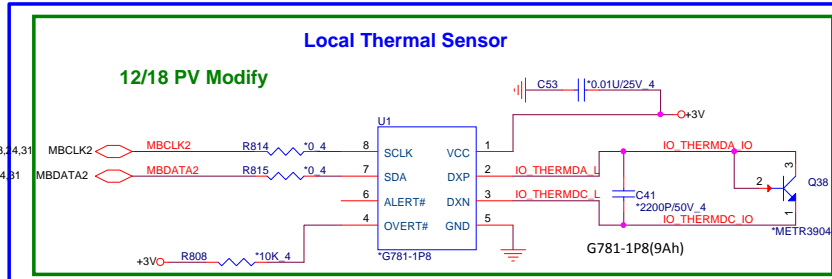 Local Thermal Sensor
12/18 PV Modify
C53 *0.01U/25V_4
+3V
U1
MBCLK2 MBCLK2 R814 *0_4 8 SCLK VCC 1
MBDATA2 MBDATA2 R815 *0_4 7 SDA DXP 2 IO_THERMDA_L IO_THERMDA_IO
6 ALERT# DXN 3 IO_THERMDC_L
4 OVERT# GND 5
C41
*2200P/50V_4
IO_THERMDC_IO
3
2
1
Q38
*METR3904
+3V R808 *10K_4
*G781-1P8
G781-1P8(9Ah)